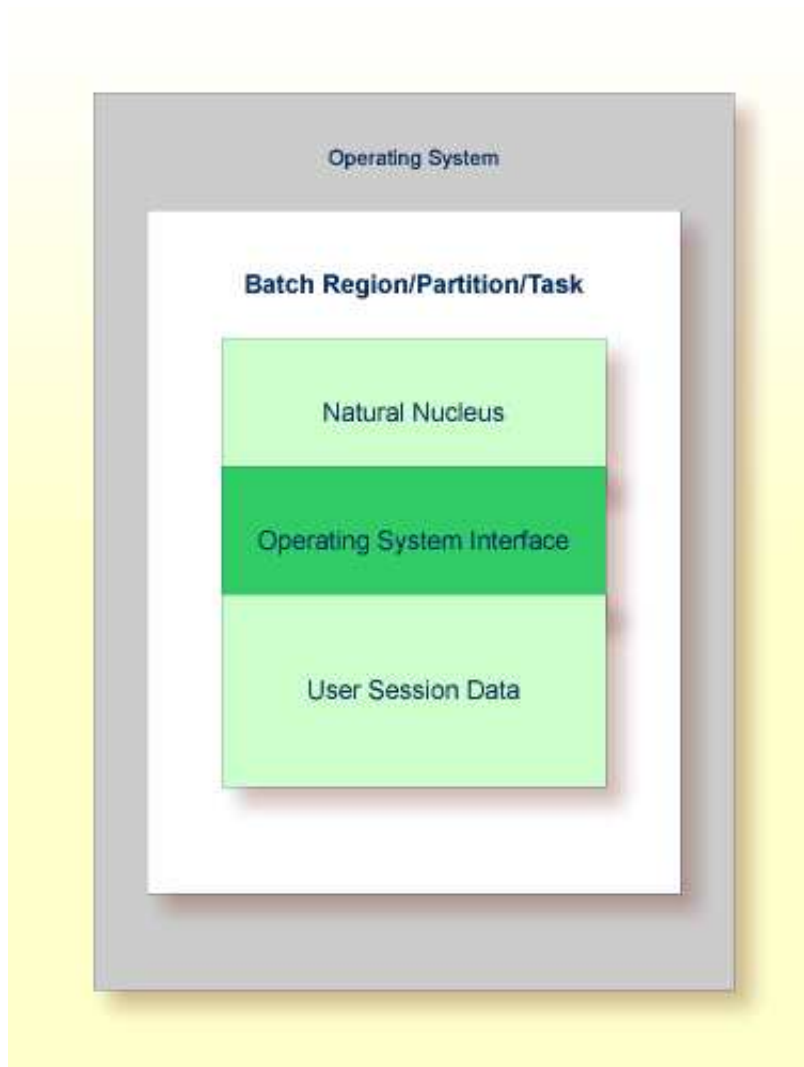 Operating System
Batch Region/Partition/Task
Natural Nucleus
Operating System Interface
User Session Data